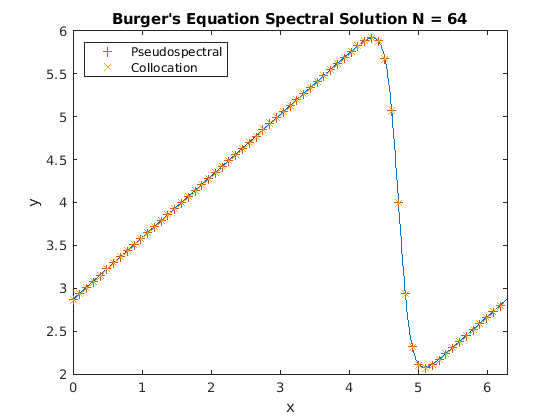 Burger's Equation Spectral Solution N = 64
Pseudospectral
Collocation
6
5.5
5
4.5
4
3.5
3
2.5
2
y
0 1 2 3 4 5 6
x